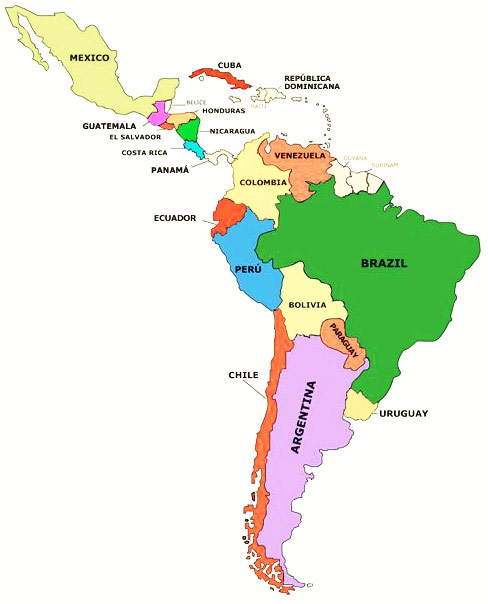 MEXICO
CUBA
REPÚBLICA
DOMINICANA
HAITI
BELICE
HONDURAS
GUATEMALA
EL SALVADOR
NICARAGUA
COSTA RICA
PANAMÁ
VENEZUELA
GUYANA
SURINAM
COLOMBIA
ECUADOR
PERÚ
BRAZIL
BOLIVIA
PARAGUAY
CHILE
ARGENTINA
URUGUAY